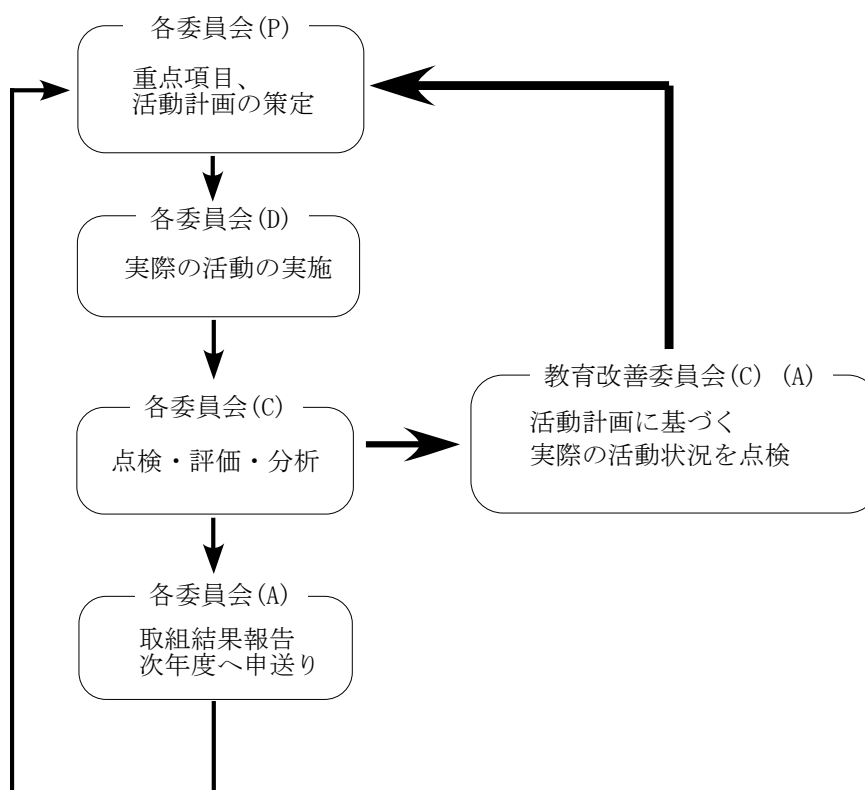 各委員会(P)
重点項目、
活動計画の策定
各委員会(D)
実際の活動の実施
各委員会(C)
点検・評価・分析
教育改善委員会(C) (A)
活動計画に基づく
実際の活動状況を点検
各委員会(A)
取組結果報告
次年度へ申送り